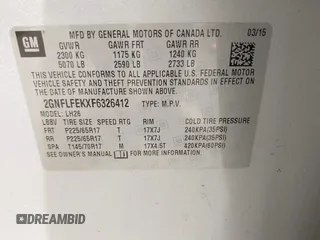 GM
MFD BY GENERAL MOTORS OF CANADA LTD. 03/15
GVWR GAWR FRT GAWR RR
2300 KG 1175 KG 1240 KG
5070 LB 2590 LB 2733 LB
THIS VEHICLE CONFORMS TO ALL APPLICABLE U.S. FEDERAL
MOTOR VEHICLE SAFETY, BUMPER, AND THEFT PREVENTION
STANDARDS IN EFFECT ON THE DATE OF MANUFACTURE
SHOWN ABOVE.
2GNFLFEKXF6326412 TYPE: M.P.V.
MODEL: LH26
LBBV TIRE SIZE SPEED RTG RIM COLD TIRE PRESSURE
FRT P225/65R17 T 17X7J 240KPA(35PSI)
RR P225/65R17 T 17X7J 240KPA(35PSI)
SPA T145/70R17 M 17X4.5T 420KPA(60PSI)
SEE OWNER'S MANUAL FOR ADDITIONAL INFORMATION.
DREAMBID